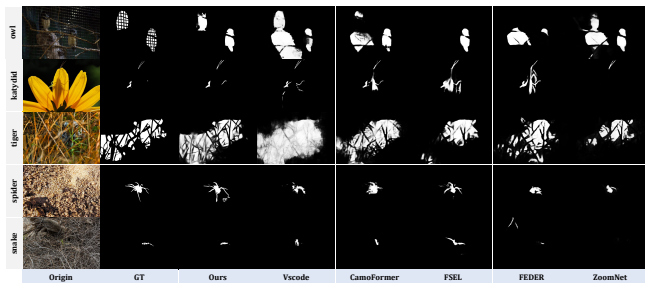 owl
katydid
tiger
spider
snake
Origin GT Ours Vscode CamoFormer FSEL FEDER ZoomNet